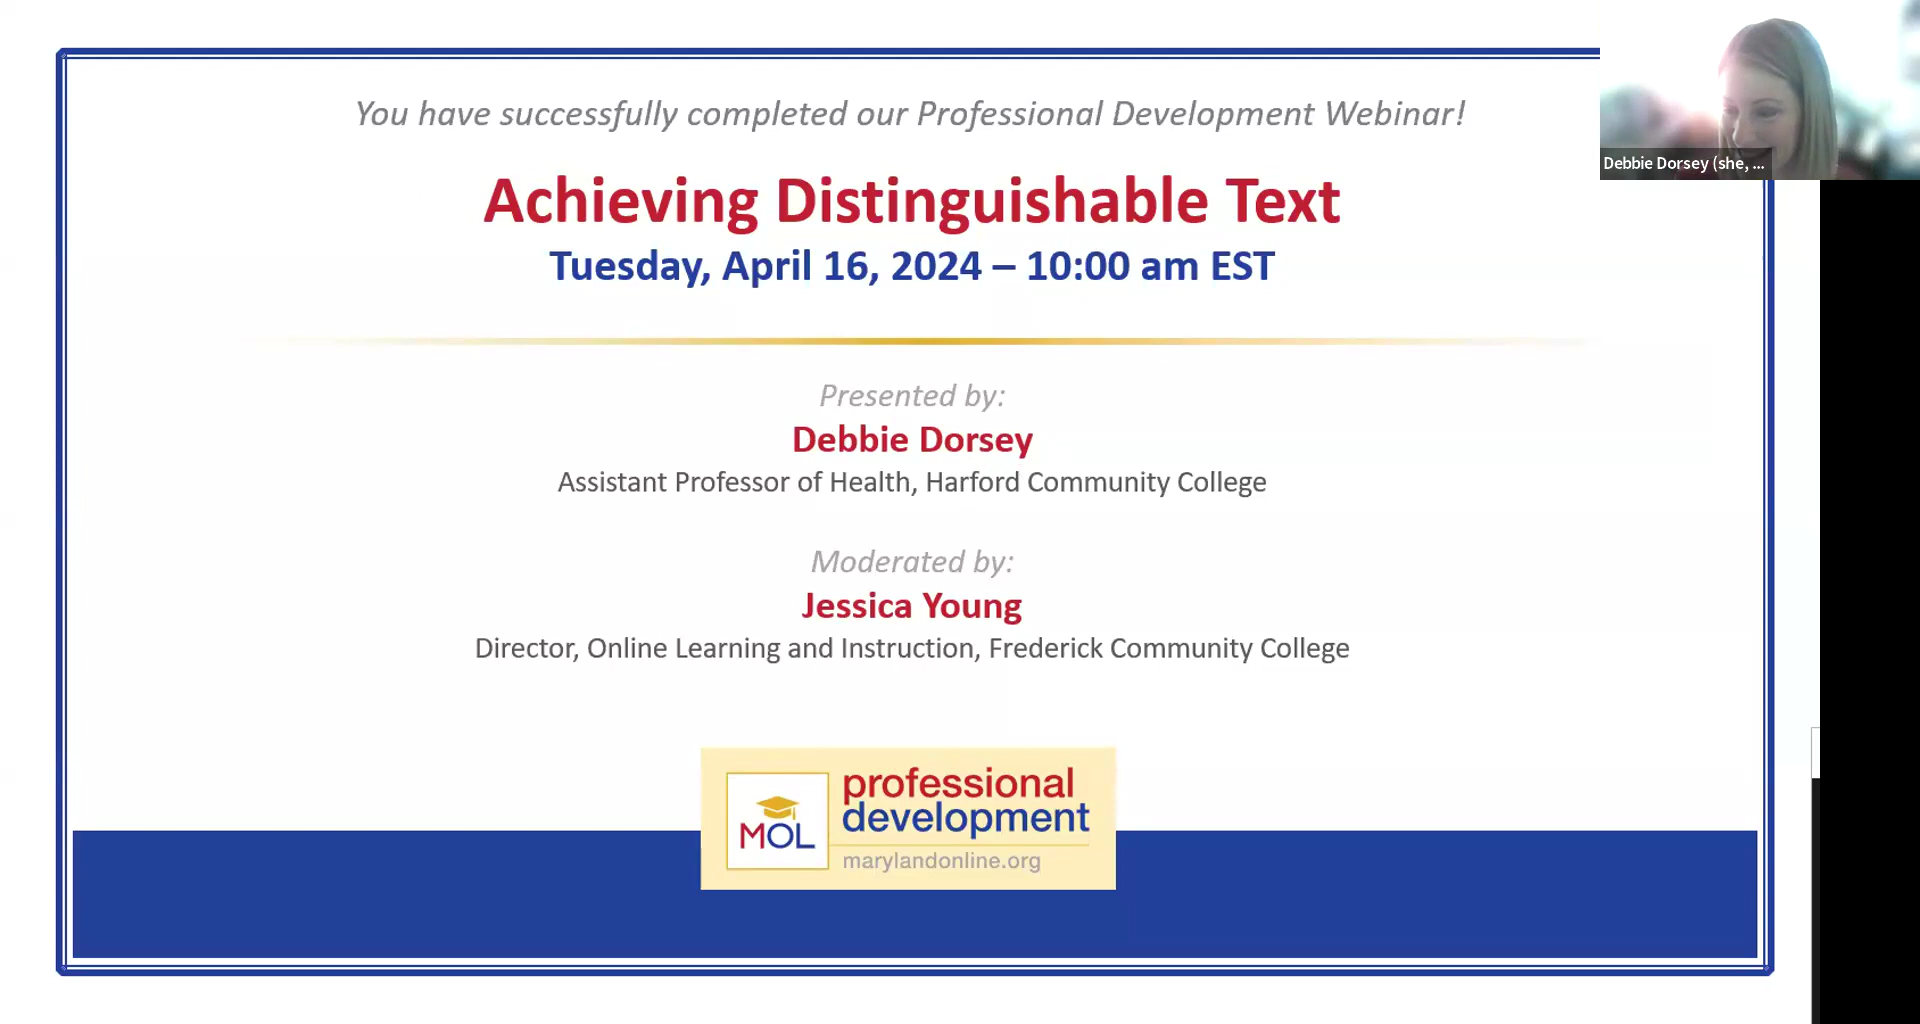 You have successfully completed our Professional Development Webinar!
Achieving Distinguishable Text
Tuesday, April 16, 2024 – 10:00 am EST
Presented by:
Debbie Dorsey
Assistant Professor of Health, Harford Community College
Moderated by:
Jessica Young
Director, Online Learning and Instruction, Frederick Community College
MOL
professional
development
marylandonline.org
Debbie Dorsey (she, ...